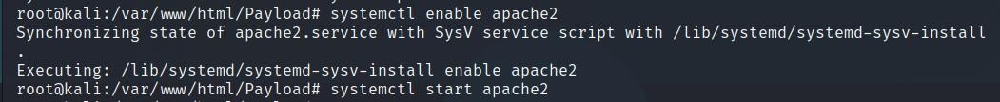 root@kali:/var/www/html/Payload# systemctl enable apache2
Synchronizing state of apache2.service with SysV service script with /lib/systemd/systemd-sysv-install
.
Executing: /lib/systemd/systemd-sysv-install enable apache2
root@kali:/var/www/html/Payload# systemctl start apache2